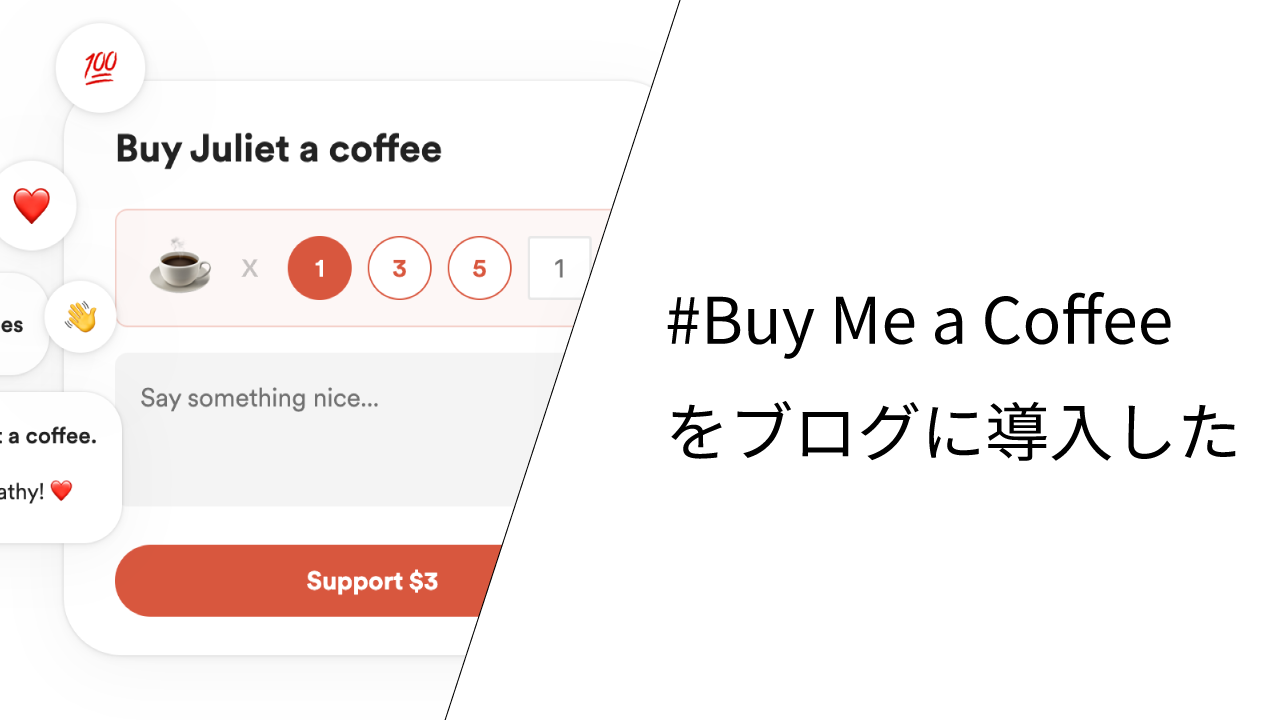 💯
Buy Juliet a coffee
☕ x 1 3 5 1
es
Say something nice...
a coffee.
athy! ❤️
Support $3
#Buy Me a Coffee
をブログに導入した